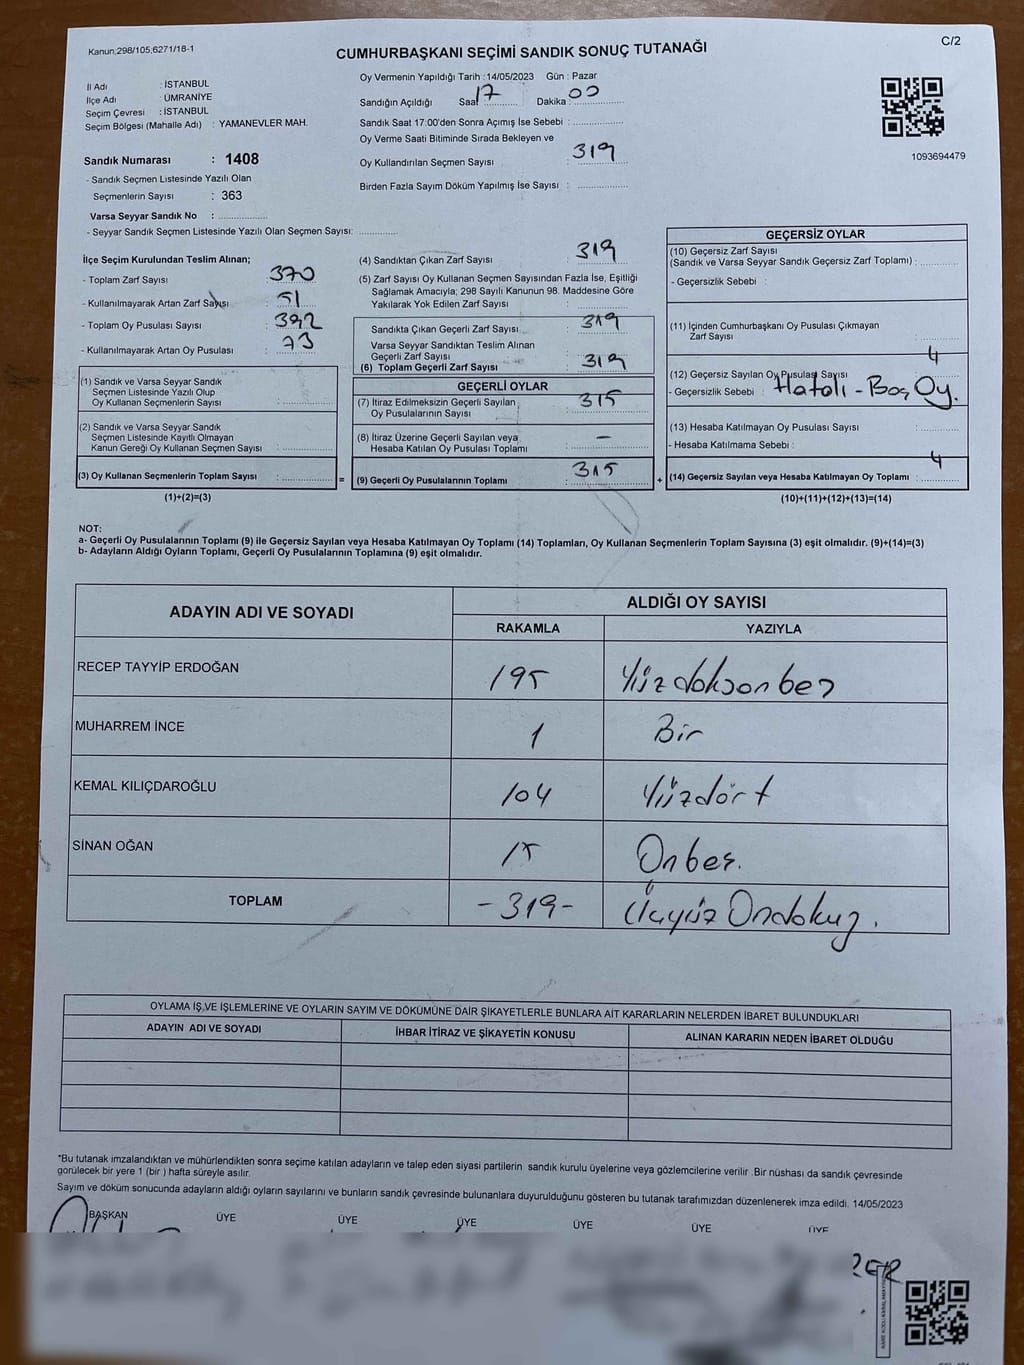 Kanun;298/105;6271/18-1
C/2
CUMHURBAŞKANI SEÇİMİ SANDIK SONUÇ TUTANAĞI
İl Adı : İSTANBUL
İlçe Adı : ÜMRANİYE
Seçim Çevresi : İSTANBUL
Seçim Bölgesi (Mahalle Adı) : YAMANEVLER MAH.
Sandık Numarası : 1408
- Sandık Seçmen Listesinde Yazılı Olan
Seçmenlerin Sayısı : 363
Varsa Seyyar Sandık No :
- Seyyar Sandık Seçmen Listesinde Yazılı Olan Seçmen Sayısı:
Oy Vermenin Yapıldığı Tarih : 14/05/2023 Gün : Pazar
Sandığın Açıldığı Saat 17 Dakika : 00
Sandık Saat 17:00'den Sonra Açımış İse Sebebi :
Oy Verme Saati Bitiminde Sırada Bekleyen ve
Oy Kullandırılan Seçmen Sayısı : 319
Birden Fazla Sayım Döküm Yapılmış İse Sayısı :
1093694479
İlçe Seçim Kurulundan Teslim Alınan;
- Toplam Zarf Sayısı : 370
- Kullanılmayarak Artan Zarf Sayısı : 51
- Toplam Oy Pusulası Sayısı : 392
- Kullanılmayarak Artan Oy Pusulası : 73
(1) Sandık ve Varsa Seyyar Sandık
Seçmen Listesinde Yazılı Olup
Oy Kullanan Seçmenlerin Sayısı :
(2) Sandık ve Varsa Seyyar Sandık
Seçmen Listesinde Kayıtlı Olmayan
Kanun Gereği Oy Kullanan Seçmen Sayısı :
(3) Oy Kullanan Seçmenlerin Toplam Sayısı :
(1)+(2)=(3)
(4) Sandıktan Çıkan Zarf Sayısı : 319
(5) Zarf Sayısı Oy Kullanan Seçmen Sayısından Fazla İse, Eşitliği
Sağlamak Amacıyla; 298 Sayılı Kanunun 98. Maddesine Göre
Yakılarak Yok Edilen Zarf Sayısı :
Sandıkta Çıkan Geçerli Zarf Sayısı : 319
Varsa Seyyar Sandıktan Teslim Alınan
Geçerli Zarf Sayısı :
(6) Toplam Geçerli Zarf Sayısı : 319
GEÇERLİ OYLAR
(7) İtiraz Edilmeksizin Geçerli Sayılan : 315
Oy Pusulalarının Sayısı
(8) İtiraz Üzerine Geçerli Sayılan veya : —
Hesaba Katılan Oy Pusulası Toplamı
= (9) Geçerli Oy Pusulalarının Toplamı : 315 +
GEÇERSİZ OYLAR
(10) Geçersiz Zarf Sayısı
(Sandık ve Varsa Seyyar Sandık Geçersiz Zarf Toplamı) :
- Geçersizlik Sebebi :
(11) İçinden Cumhurbaşkanı Oy Pusulası Çıkmayan
Zarf Sayısı :
(12) Geçersiz Sayılan Oy Pusulası Sayısı : 4
- Geçersizlik Sebebi : Hatalı - Boş Oy.
(13) Hesaba Katılmayan Oy Pusulası Sayısı :
- Hesaba Katılmama Sebebi :
(14) Geçersiz Sayılan veya Hesaba Katılmayan Oy Toplamı : 4
(10)+(11)+(12)+(13)=(14)
NOT:
a- Geçerli Oy Pusulalarının Toplamı (9) ile Geçersiz Sayılan veya Hesaba Katılmayan Oy Toplamı (14) Toplamları, Oy Kullanan Seçmenlerin Toplam Sayısına (3) eşit olmalıdır. (9)+(14)=(3)
b- Adayların Aldığı Oyların Toplamı, Geçerli Oy Pusulalarının Toplamına (9) eşit olmalıdır.
ADAYIN ADI VE SOYADI ALDIĞI OY SAYISI
RAKAMLA YAZIYLA
RECEP TAYYİP ERDOĞAN 195 Yüzdoksanbeş
MUHARREM İNCE 1 Bir
KEMAL KILIÇDAROĞLU 104 Yüzdört
SİNAN OĞAN 15 Onbeş.
TOPLAM -319- Üçyüz Ondokuz.
OYLAMA İŞ VE İŞLEMLERİNE VE OYLARIN SAYIM VE DÖKÜMÜNE DAİR ŞİKAYETLERLE BUNLARA AİT KARARLARIN NELERDEN İBARET BULUNDUKLARI
ADAYIN ADI VE SOYADI İHBAR İTİRAZ VE ŞİKAYETİN KONUSU ALINAN KARARIN NEDEN İBARET OLDUĞU
*Bu tutanak imzalandıktan ve mühürlendikten sonra seçime katılan adayların ve talep eden siyasi partilerin sandık kurulu üyelerine veya gözlemcilerine verilir .Bir nüshası da sandık çevresinde
görülecek bir yere 1 (bir ) hafta süreyle asılır.
Sayım ve döküm sonucunda adayların aldığı oyların sayılarını ve bunların sandık çevresinde bulunanlara duyurulduğunu gösteren bu tutanak tarafımızdan düzenlenerek imza edildi. 14/05/2023
BAŞKAN ÜYE ÜYE ÜYE ÜYE ÜYE ÜYE